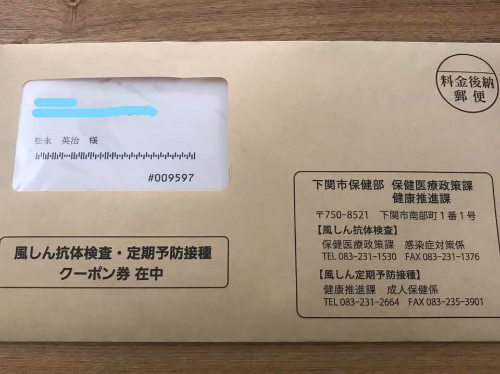 料金後納
郵便
松永 英治 様
#009597
風しん抗体検査・定期予防接種
クーポン券 在中
下関市保健部 保健医療政策課
健康推進課
〒750-8521 下関市南部町1番1号
【風しん抗体検査】
保健医療政策課 感染症対策係
TEL 083-231-1530 FAX 083-231-1376
【風しん定期予防接種】
健康推進課 成人保健係
TEL 083-231-2664 FAX 083-235-3901